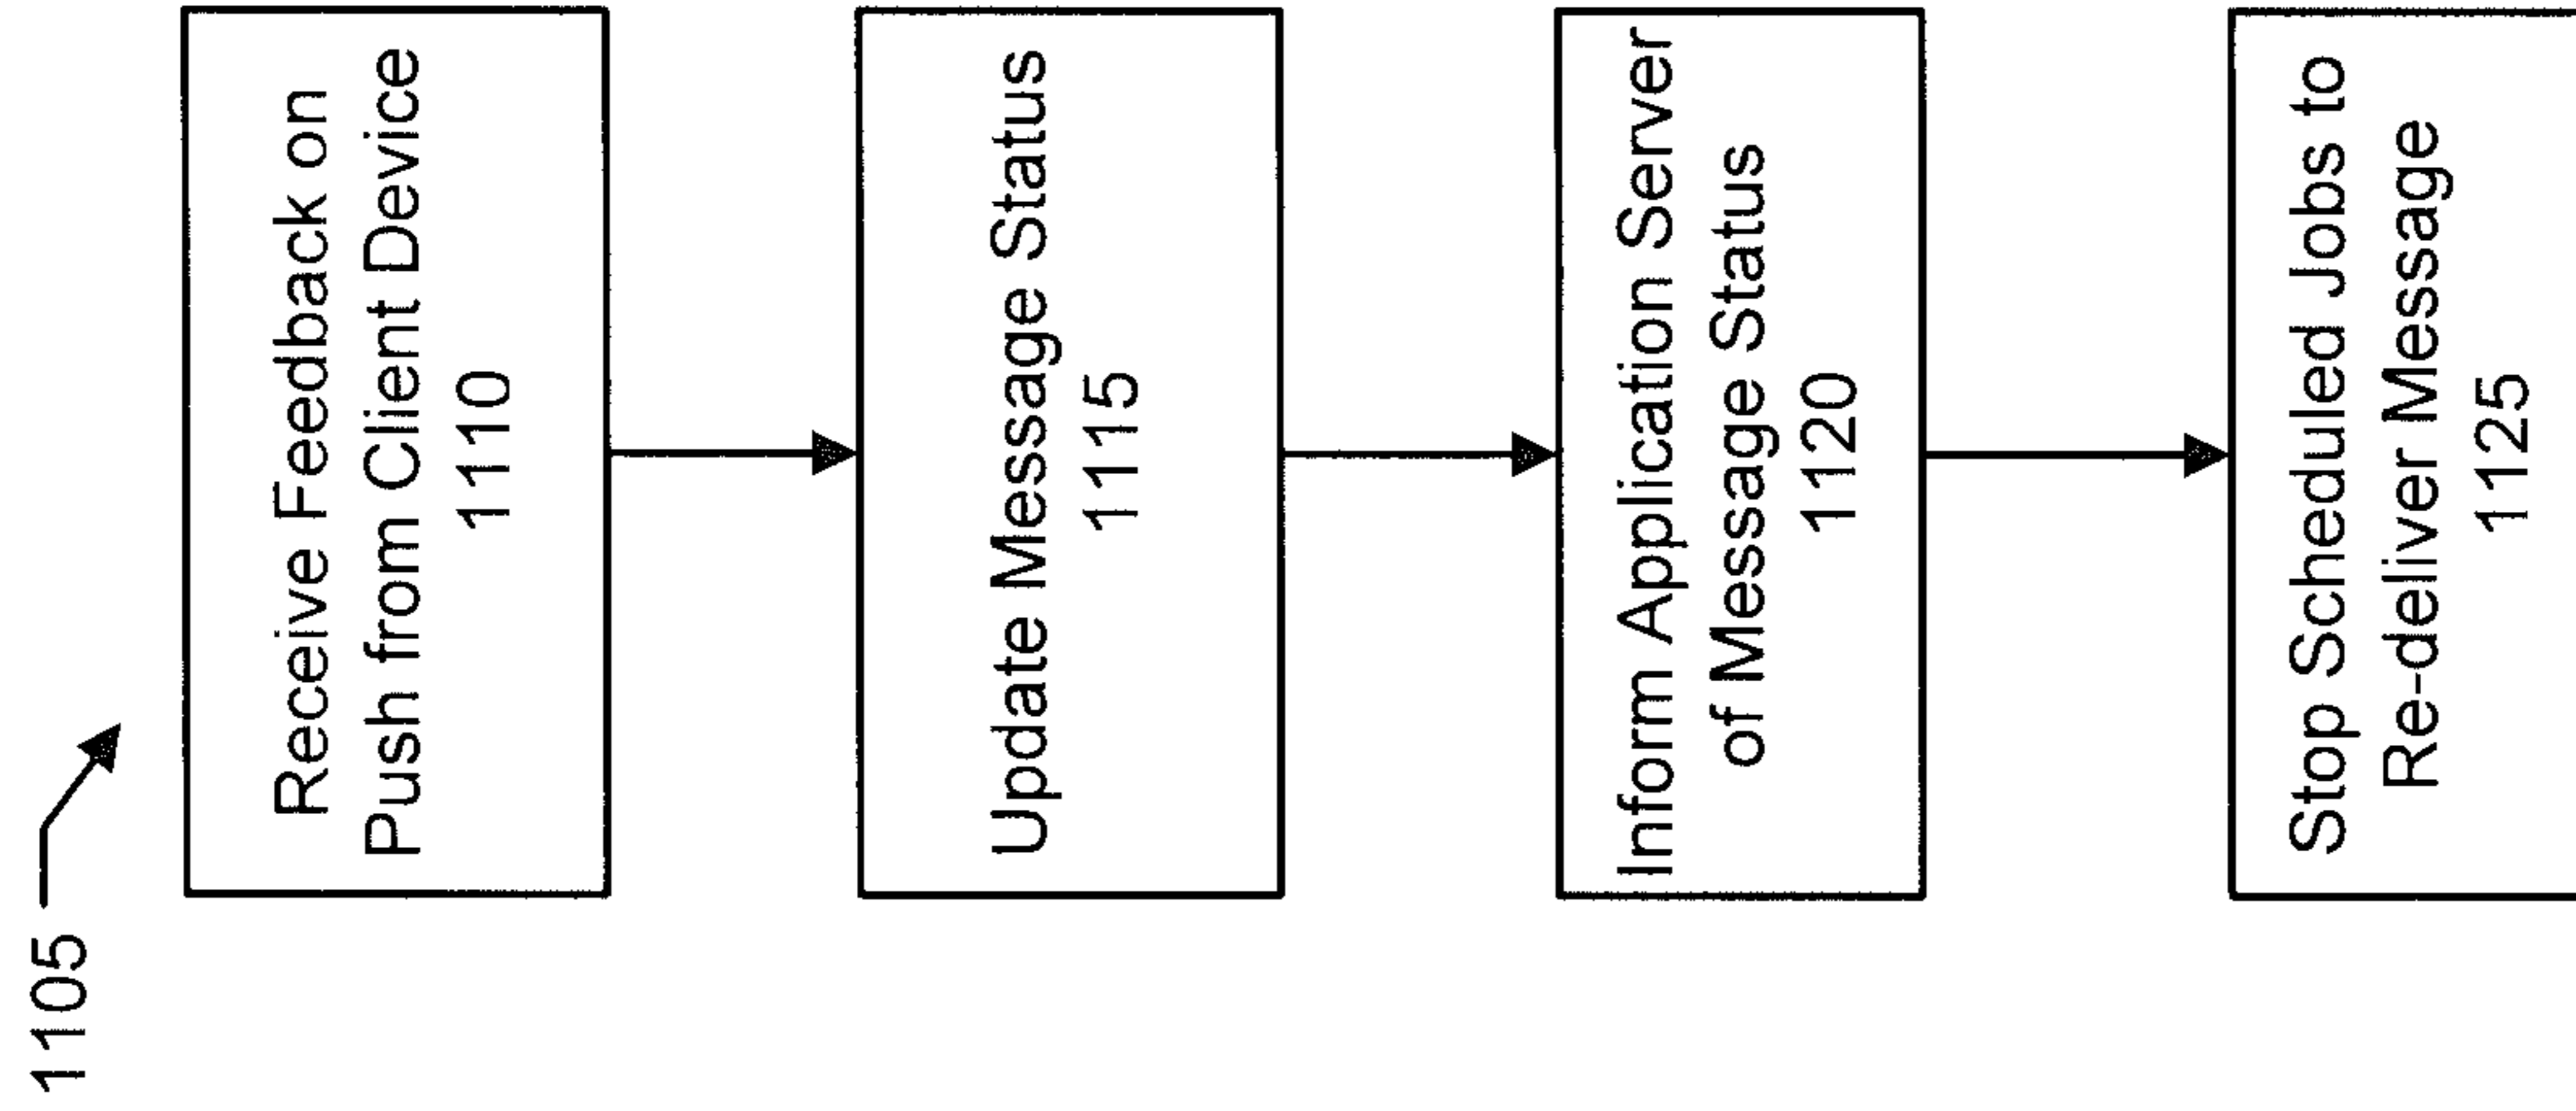 1105
Receive Feedback on
Push from Client Device
1110
Update Message Status
1115
Inform Application Server
of Message Status
1120
Stop Scheduled Jobs to
Re-deliver Message
1125